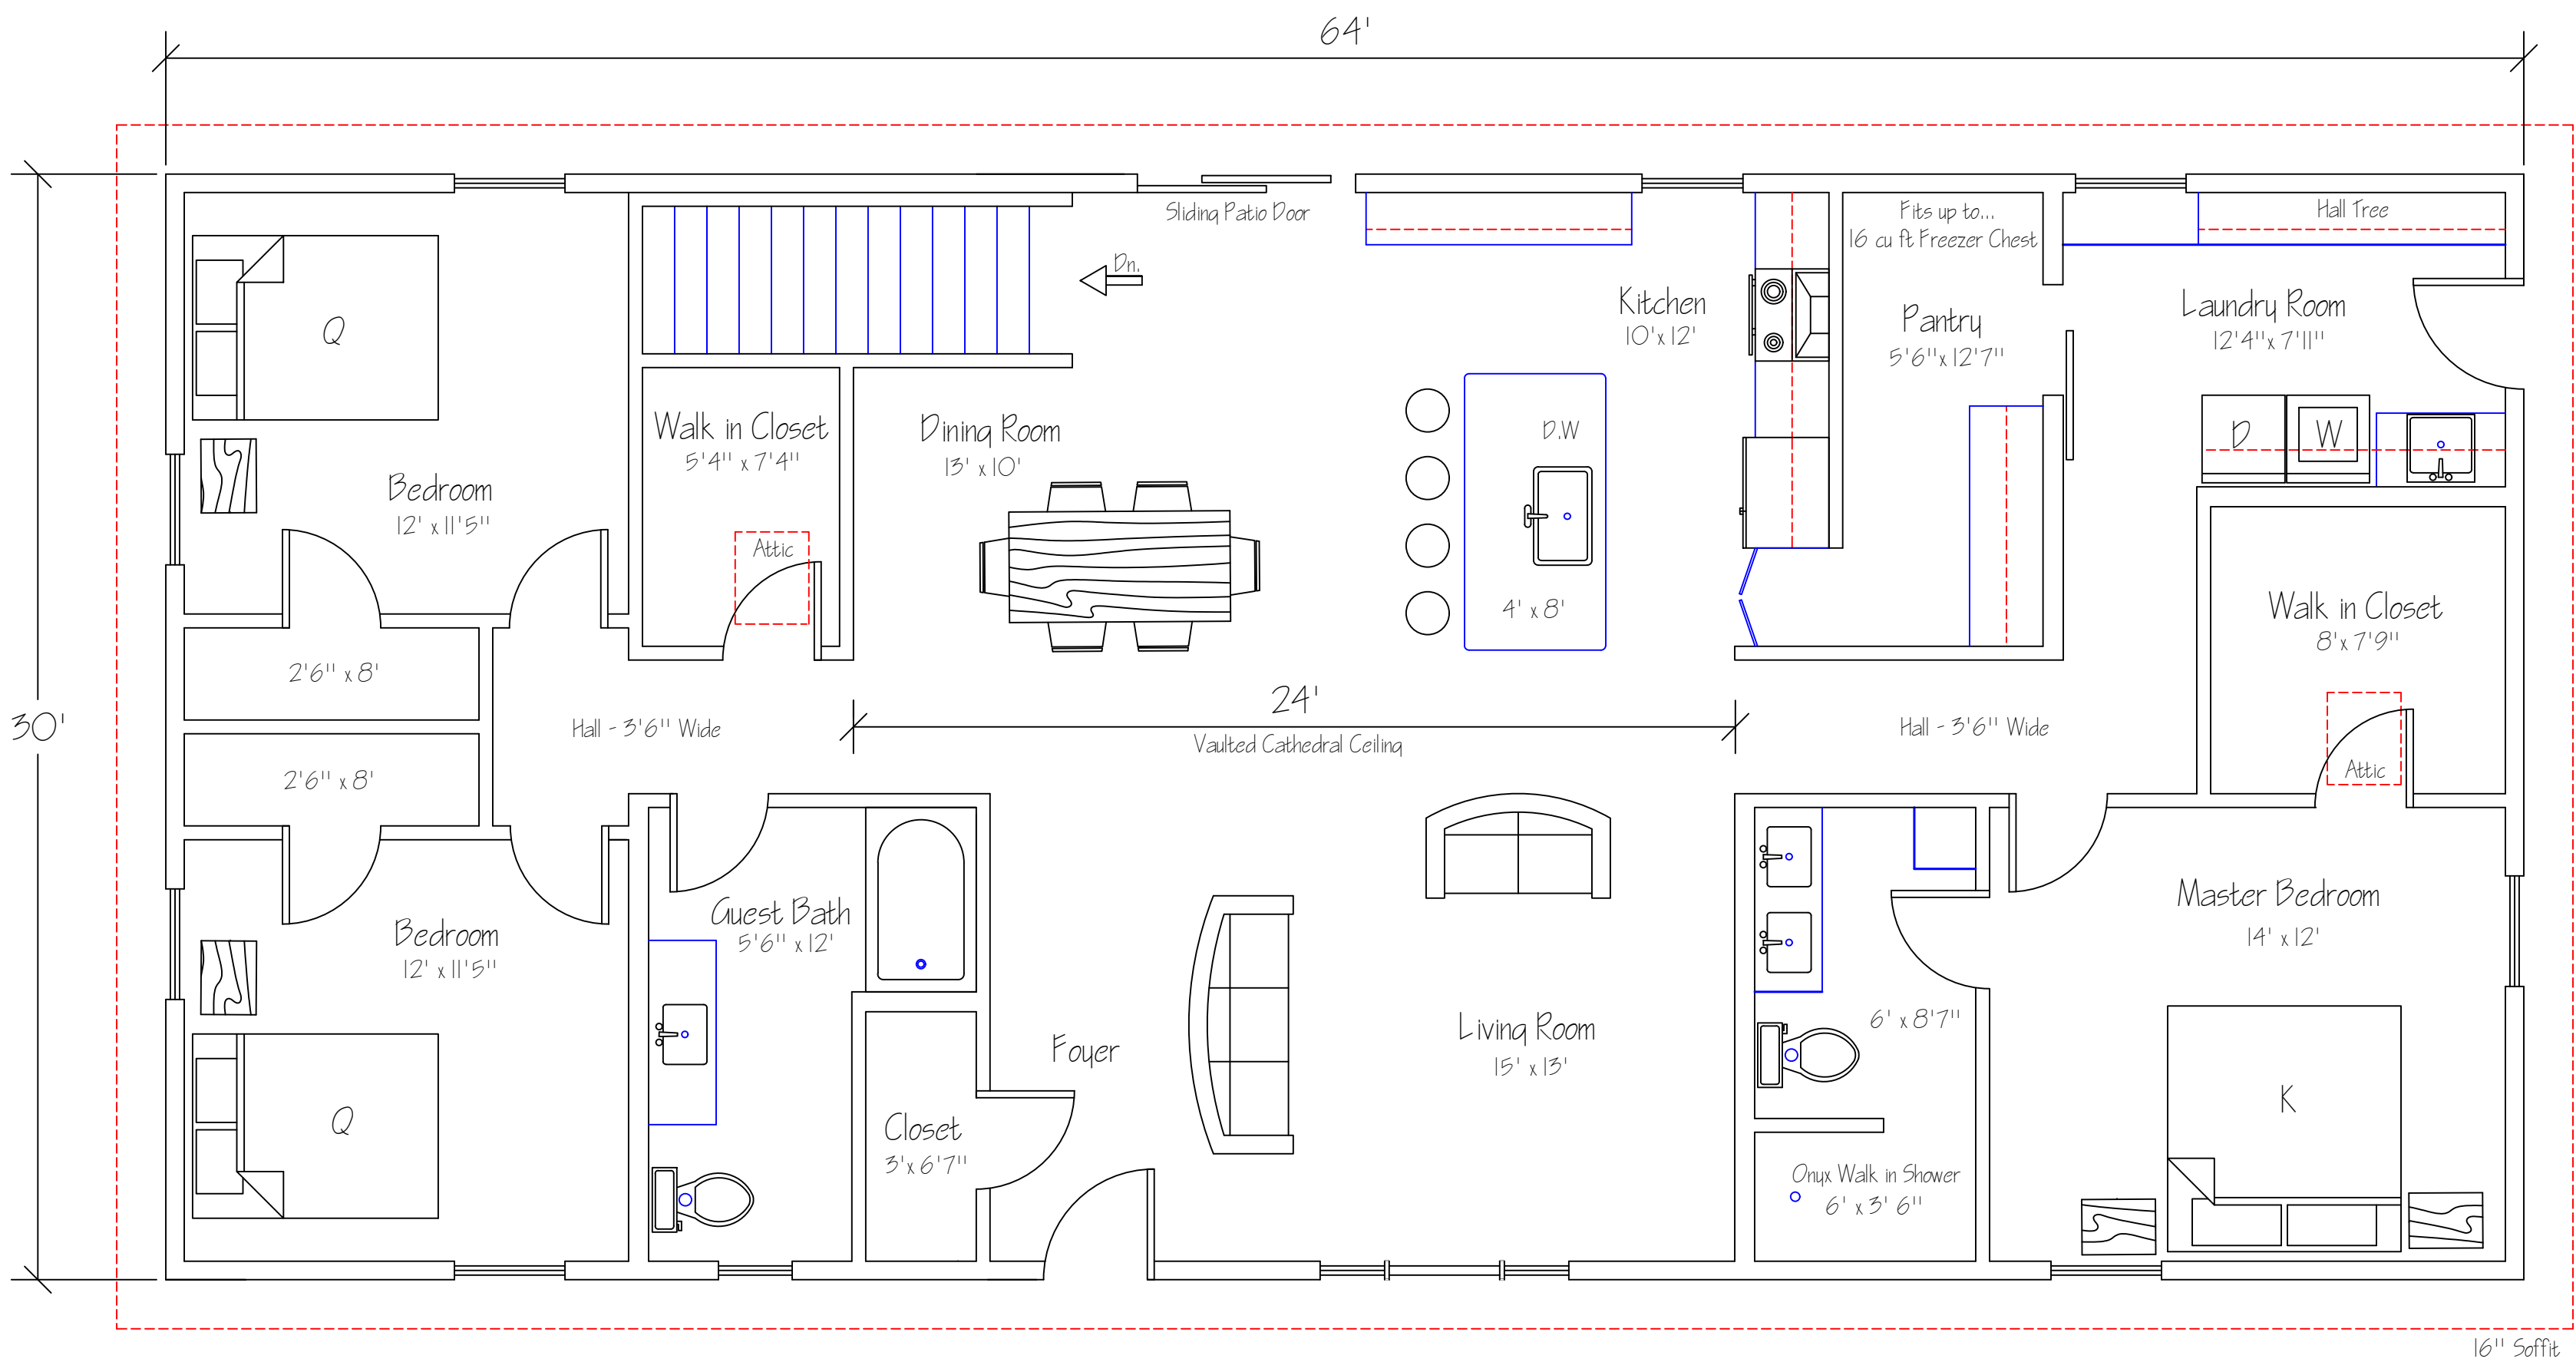 64'
Sliding Patio Door
Fits up to...
16 cu ft Freezer Chest
Hall Tree
Dn.
Q
Kitchen
10'x 12'
Pantry
5'6"x 12'7"
Laundry Room
12'4"x 7'11"
Walk in Closet
5'4" x 7'4"
Dining Room
13' x 10'
D.W
D
W
Bedroom
12' x 11'5"
Attic
4' x 8'
Walk in Closet
8'x 7'9"
2'6" x 8'
30'
Hall - 3'6" Wide
24'
Vaulted Cathedral Ceiling
Hall - 3'6" Wide
2'6" x 8'
Attic
Guest Bath
5'6" x 12'
Master Bedroom
14' x 12'
Bedroom
12' x 11'5"
Foyer
Living Room
15' x 13'
6' x 8'7"
Q
Closet
3'x 6'7"
K
Onyx Walk in Shower
6' x 3' 6"
16" Soffit